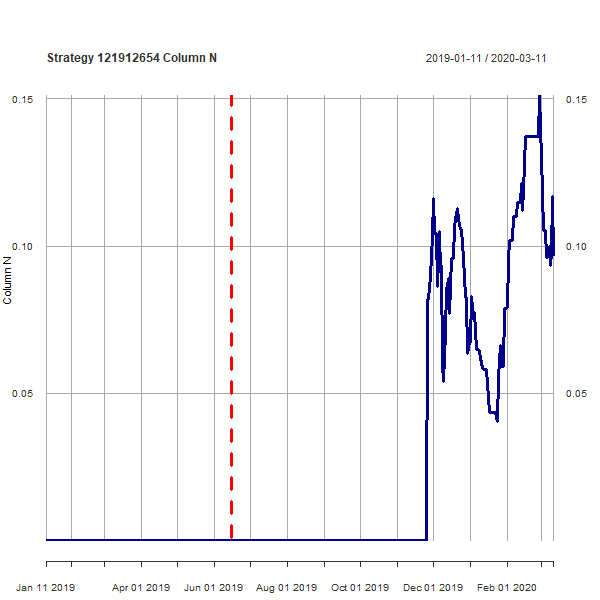 Strategy 121912654 Column N
2019-01-11 / 2020-03-11
0.15
0.15
0.10
0.10
Column N
0.05
0.05
Jan 11 2019
Apr 01 2019
Jun 01 2019
Aug 01 2019
Oct 01 2019
Dec 01 2019
Feb 01 2020